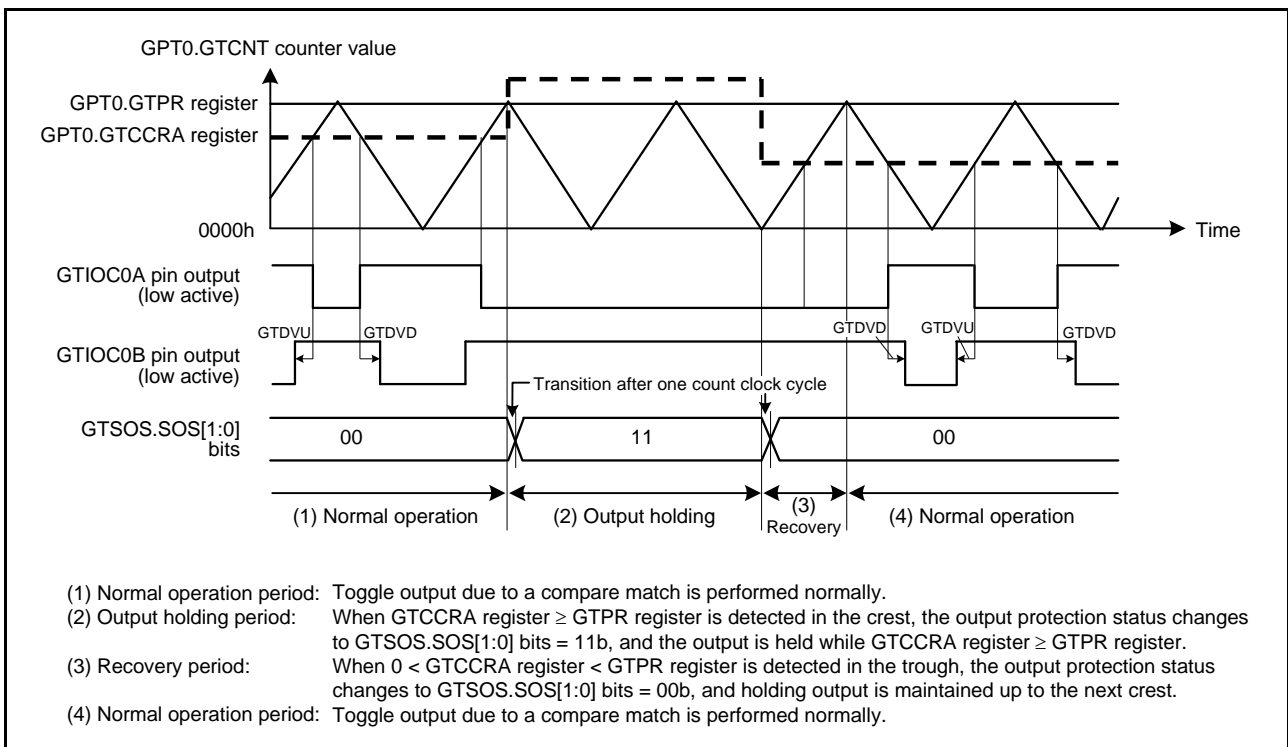 GPT0.GTCNT counter value
GPT0.GTPR register
GPT0.GTCCRA register
0000h
Time
GTIOC0A pin output
(low active)
GTDVU
GTDVD
GTDVD
GTDVU
GTDVD
GTIOC0B pin output
(low active)
Transition after one count clock cycle
GTSOS.SOS[1:0]
bits
00
11
00
(1) Normal operation
(2) Output holding
(3)
Recovery
(4) Normal operation
(1) Normal operation period: Toggle output due to a compare match is performed normally.
(2) Output holding period: When GTCCRA register ≥ GTPR register is detected in the crest, the output protection status changes
to GTSOS.SOS[1:0] bits = 11b, and the output is held while GTCCRA register ≥ GTPR register.
(3) Recovery period: When 0 < GTCCRA register < GTPR register is detected in the trough, the output protection status
changes to GTSOS.SOS[1:0] bits = 00b, and holding output is maintained up to the next crest.
(4) Normal operation period: Toggle output due to a compare match is performed normally.